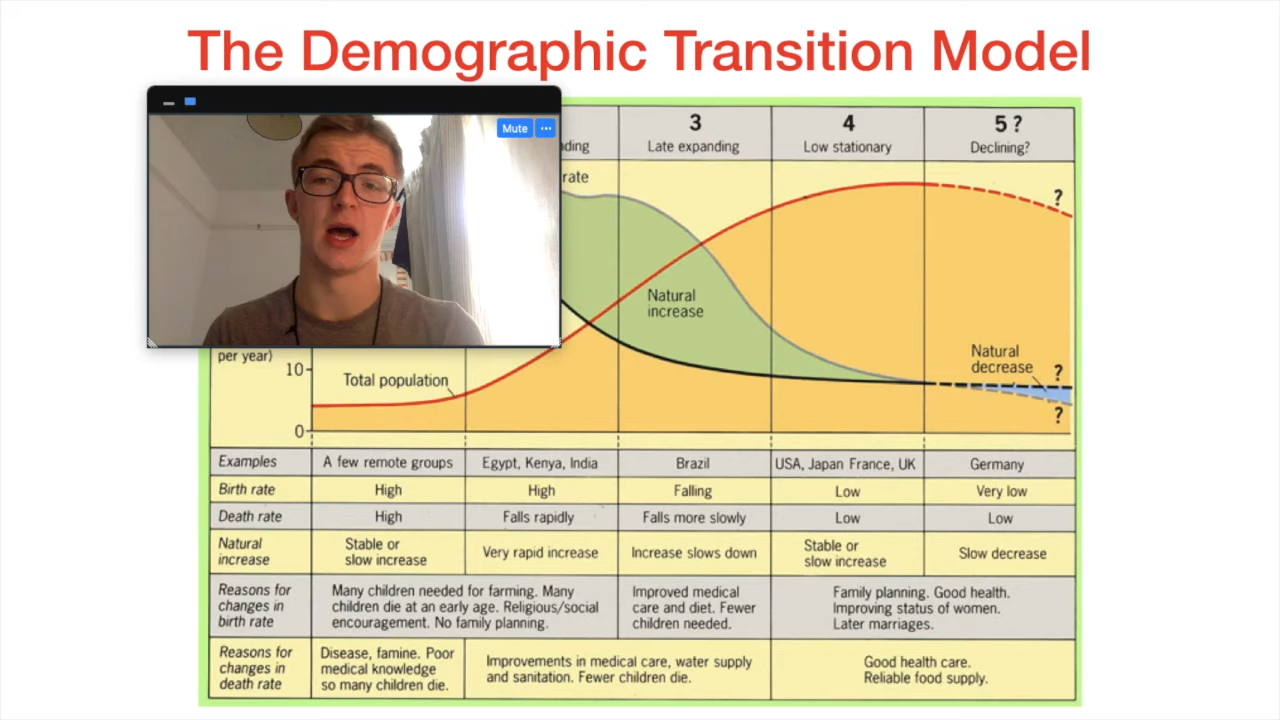 The Demographic Transition Model
Mute
3
4
5 ?
Late expanding
Low stationary
Declining?
rate
?
Natural
increase
Natural
decrease
?
?
per year)
10
Total population
0
Examples
A few remote groups
Egypt, Kenya, India
Brazil
USA, Japan France, UK
Germany
Birth rate
High
High
Falling
Low
Very low
Death rate
High
Falls rapidly
Falls more slowly
Low
Low
Natural
increase
Stable or
slow increase
Very rapid increase
Increase slows down
Stable or
slow increase
Slow decrease
Reasons for
changes in
birth rate
Many children needed for farming. Many
children die at an early age. Religious/social
encouragement. No family planning.
Improved medical
care and diet. Fewer
children needed.
Family planning. Good health.
Improving status of women.
Later marriages.
Reasons for
changes in
death rate
Disease, famine. Poor
medical knowledge
so many children die.
Improvements in medical care, water supply
and sanitation. Fewer children die.
Good health care.
Reliable food supply.